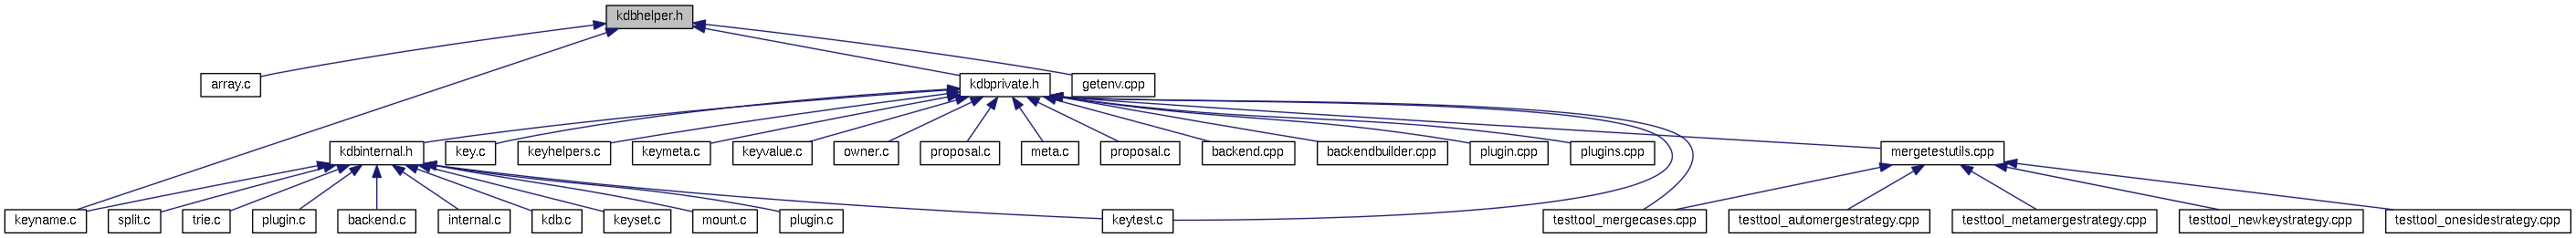 kdbhelper.h
array.c
kdbprivate.h
getenv.cpp
kdbinternal.h
key.c
keyhelpers.c
keymeta.c
keyvalue.c
owner.c
proposal.c
meta.c
proposal.c
backend.cpp
backendbuilder.cpp
plugin.cpp
plugins.cpp
mergetestutils.cpp
keyname.c
split.c
trie.c
plugin.c
backend.c
internal.c
kdb.c
keyset.c
mount.c
plugin.c
keytest.c
testtool_mergecases.cpp
testtool_automergestrategy.cpp
testtool_metamergestrategy.cpp
testtool_newkeystrategy.cpp
testtool_onesidestrategy.cpp